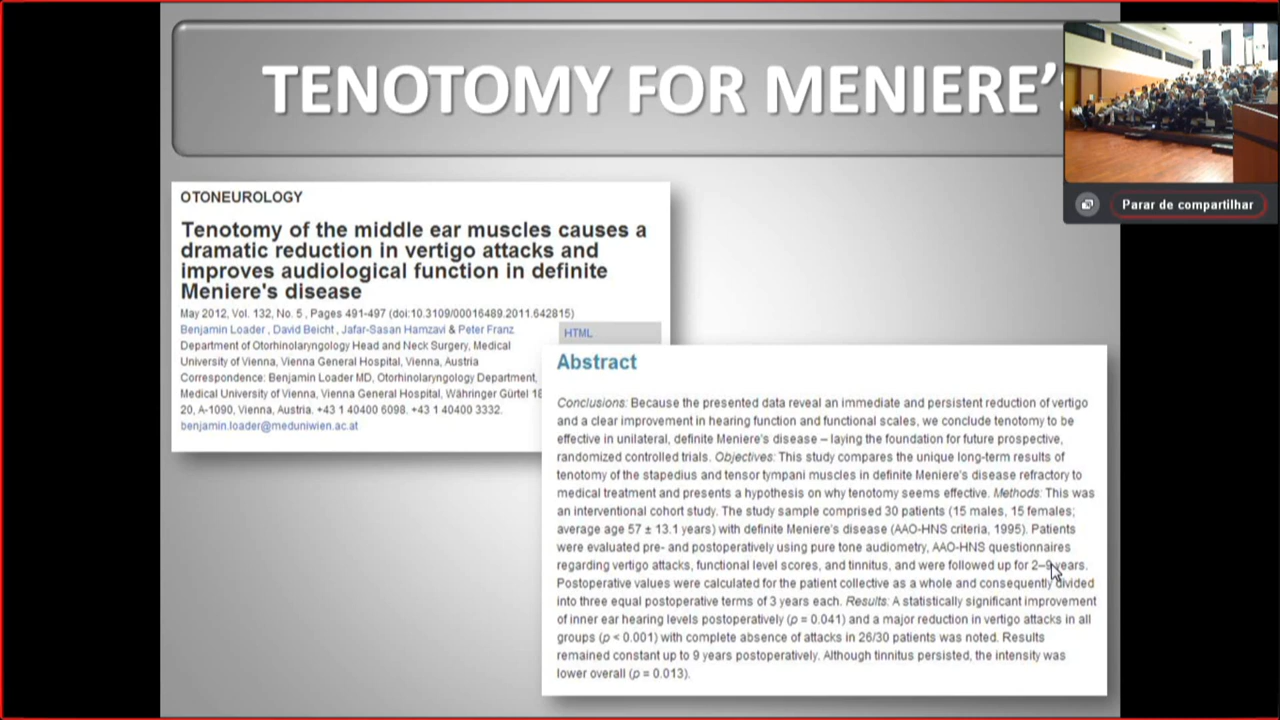 TENOTOMY FOR MENIERE'
Parar de compartilhar
OTONEUROLOGY
Tenotomy of the middle ear muscles causes a
dramatic reduction in vertigo attacks and
improves audiological function in definite
Meniere's disease
May 2012, Vol. 132, No. 5 , Pages 491-497 (doi:10.3109/00016489.2011.642815)
Benjamin Loader , David Beicht , Jafar-Sasan Hamzavi & Peter Franz
Department of Otorhinolaryngology Head and Neck Surgery, Medical
University of Vienna, Vienna General Hospital, Vienna, Austria
Correspondence: Benjamin Loader MD, Otorhinolaryngology Department,
Medical University of Vienna, Vienna General Hospital, Währinger Gürtel 18
20, A-1090, Vienna, Austria. +43 1 40400 6098. +43 1 40400 3332.
benjamin.loader@meduniwien.ac.at
HTML
Abstract
Conclusions: Because the presented data reveal an immediate and persistent reduction of vertigo
and a clear improvement in hearing function and functional scales, we conclude tenotomy to be
effective in unilateral, definite Meniere's disease – laying the foundation for future prospective,
randomized controlled trials. Objectives: This study compares the unique long-term results of
tenotomy of the stapedius and tensor tympani muscles in definite Meniere's disease refractory to
medical treatment and presents a hypothesis on why tenotomy seems effective. Methods: This was
an interventional cohort study. The study sample comprised 30 patients (15 males, 15 females;
average age 57 ± 13.1 years) with definite Meniere's disease (AAO-HNS criteria, 1995). Patients
were evaluated pre- and postoperatively using pure tone audiometry, AAO-HNS questionnaires
regarding vertigo attacks, functional level scores, and tinnitus, and were followed up for 2–9 years.
Postoperative values were calculated for the patient collective as a whole and consequently divided
into three equal postoperative terms of 3 years each. Results: A statistically significant improvement
of inner ear hearing levels postoperatively (p = 0.041) and a major reduction in vertigo attacks in all
groups (p < 0.001) with complete absence of attacks in 26/30 patients was noted. Results
remained constant up to 9 years postoperatively. Although tinnitus persisted, the intensity was
lower overall (p = 0.013).